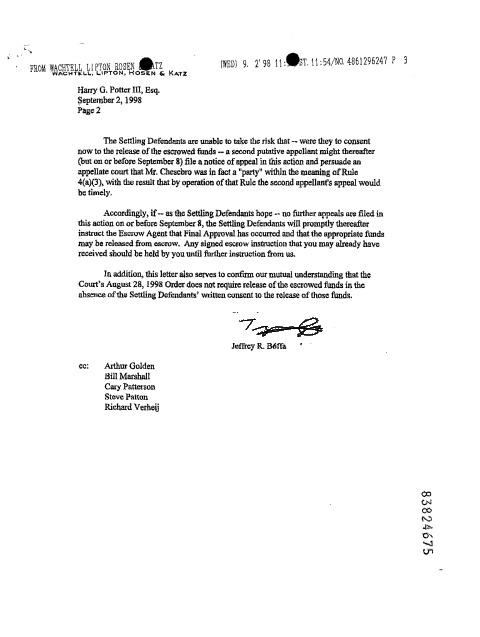 FROM WACHTELL LIPTON ROSEN
(WED) 9. 2'98 11: ST. 11:54/NO. 4861296247 P 3
WACHTELL, LIPTON, ROSEN & KATZ
Harry G. Potter III, Esq.
September 2, 1998
Page 2
The Settling Defendants are unable to take the risk that -- were they to consent
now to the release of the escrowed funds -- a second putative appellant might thereafter
(but on or before September 8) file a notice of appeal in this action and persuade an
appellate court that Mr. Chesebro was in fact a "party" within the meaning of Rule
4(a)(3), with the result that by operation of that Rule the second appellant's appeal would
be timely.
Accordingly, if -- as the Settling Defendants hope -- no further appeals are filed in
this action on or before September 8, the Settling Defendants will promptly thereafter
instruct the Escrow Agent that Final Approval has occurred and that the appropriate funds
may be released from escrow. Any signed escrow instruction that you may already have
received should be held by you until further instruction from us.
In addition, this letter also serves to confirm our mutual understanding that the
Court's August 28, 1998 Order does not require release of the escrowed funds in the
absence of the Settling Defendants' written consent to the release of those funds.
Jeffrey R. Boffa
cc: Arthur Golden
Bill Marshall
Cary Patterson
Steve Patton
Richard Verheij
83824675